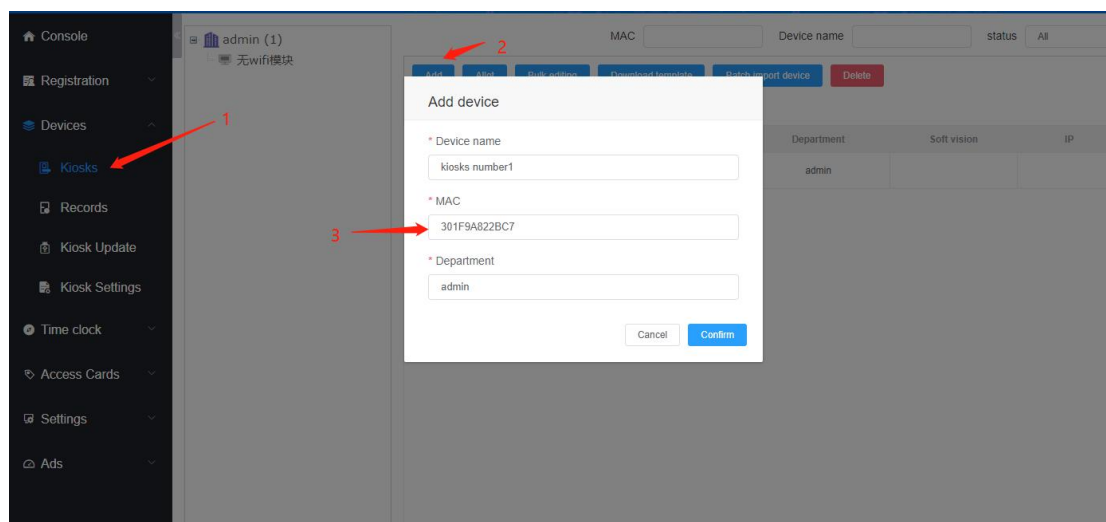 Console
Registration
Devices
Kiosks
Records
Kiosk Update
Kiosk Settings
Time clock
Access Cards
Settings
Ads
admin (1)
无wifi模块
MAC
Device name
status All
Add Allot Bulk editing Download template Batch import device Delete
Department Soft vision IP
admin
Add device
* Device name
kiosks number1
* MAC
301F9A822BC7
* Department
admin
Cancel Confirm
1
2
3